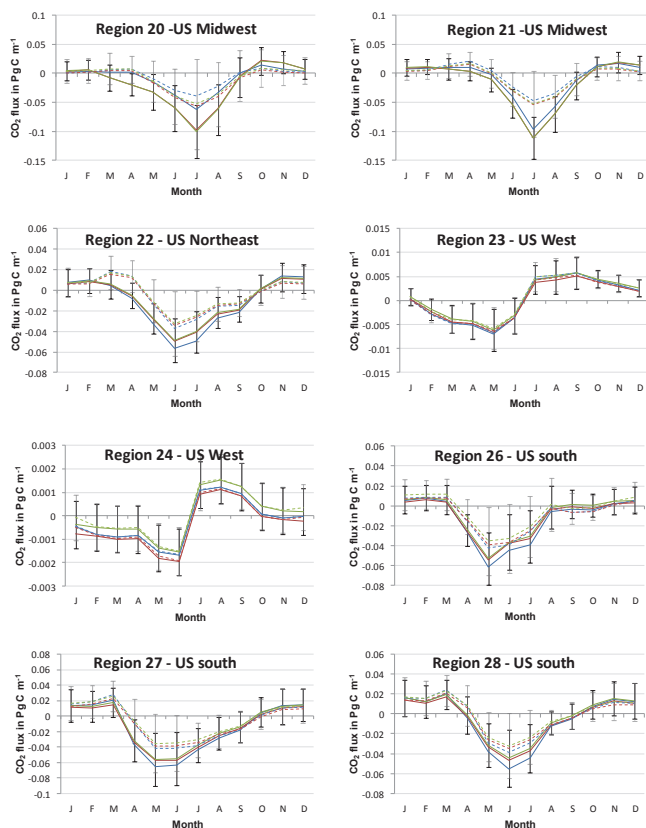 Region 20 -US Midwest
CO2 flux in Pg C m⁻¹
0.1
0.05
0
-0.05
-0.1
-0.15
J F M A M J J A S O N D
Month
Region 21 -US Midwest
CO2 flux in Pg C m⁻¹
0.1
0.05
0
-0.05
-0.1
-0.15
J F M A M J J A S O N D
Month
Region 22 - US Northeast
CO2 flux in Pg C m⁻¹
0.06
0.04
0.02
0
-0.02
-0.04
-0.06
-0.08
J F M A M J J A S O N D
Month
Region 23 - US West
CO2 flux in Pg C m⁻¹
0.015
0.01
0.005
0
-0.005
-0.01
-0.015
J F M A M J J A S O N D
Month
Region 24 - US West
CO2 flux in Pg C m⁻¹
0.003
0.002
0.001
0
-0.001
-0.002
-0.003
J F M A M J J A S O N D
Month
Region 26 - US south
CO2 flux in Pg C m⁻¹
0.06
0.04
0.02
0
-0.02
-0.04
-0.06
-0.08
J F M A M J J A S O N D
Month
Region 27 - US south
CO2 flux in Pg C m⁻¹
0.08
0.06
0.04
0.02
0
-0.02
-0.04
-0.06
-0.08
-0.1
J F M A M J J A S O N D
Month
Region 28 - US south
CO2 flux in Pg C m⁻¹
0.06
0.04
0.02
0
-0.02
-0.04
-0.06
-0.08
J F M A M J J A S O N D
Month